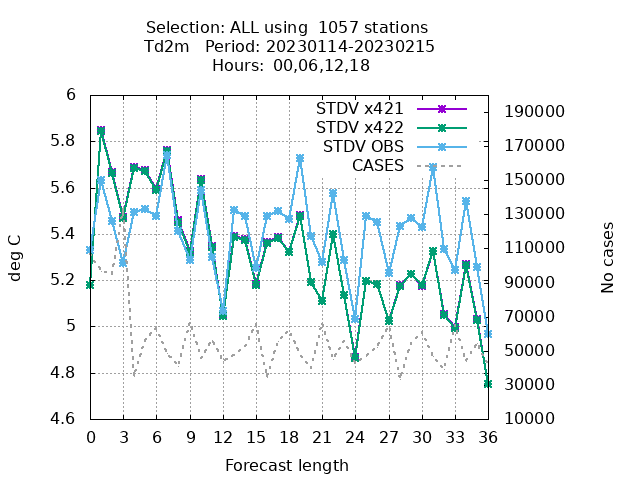 Selection: ALL using  1057 stations
Td2m   Period: 20230114-20230215
Hours:  00,06,12,18
STDV x421
STDV x422
STDV OBS
CASES
6
5.8
5.6
5.4
5.2
5
4.8
4.6
deg C
190000
170000
150000
130000
110000
90000
70000
50000
30000
10000
No cases
0 3 6 9 12 15 18 21 24 27 30 33 36
Forecast length